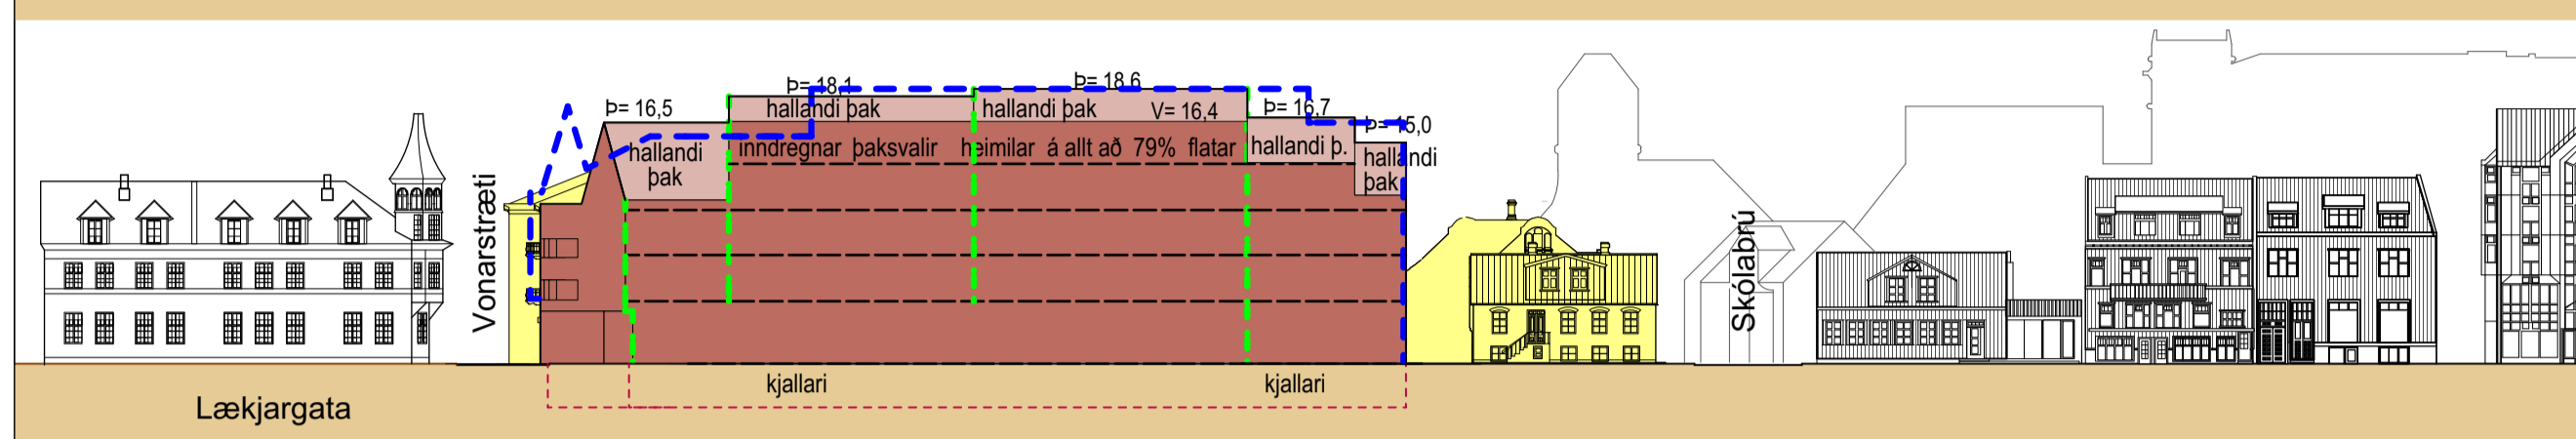 Þ= 16,5
Þ= 18,1
Þ= 18,6
Þ= 16,7
Þ= 15,0
hallandi þak
hallandi þak
V= 16,4
hallandi
þak
inndregnar þaksvalir heimilar á allt að 79% flatar
hallandi þ.
hallandi
þak
Vonarstræti
Skólabrú
kjallari
kjallari
Lækjargata